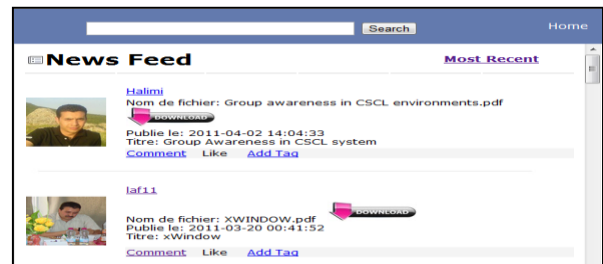 Search
Home
News Feed
Most Recent
Halimi
Nom de fichier: Group awareness in CSCL environments.pdf
DOWNLOAD
Publie le: 2011-04-02 14:04:33
Titre: Group Awareness in CSCL system
Comment Like Add Tag
laf11
DOWNLOAD
Nom de fichier: XWINDOW.pdf
Publie le: 2011-03-20 00:41:52
Titre: xWindow
Comment Like Add Tag